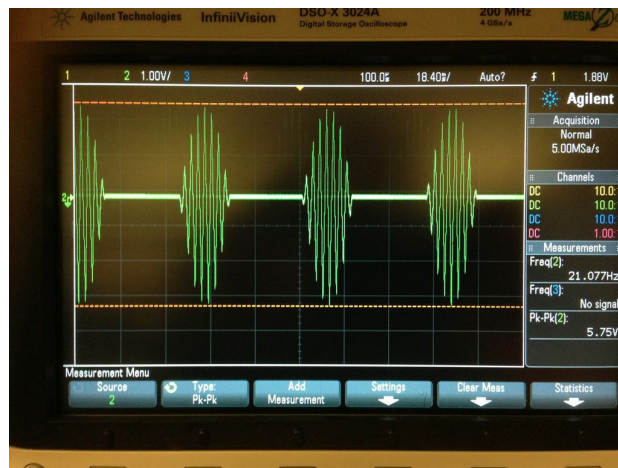 Agilent Technologies InfiniiVision DSO-X 3024A 200 MHz MEGA Z
Digital Storage Oscilloscope 4 GSa/s
1 2 1.00V/ 3 4 100.0s 18.40s/ Auto? 1 1.88V
Agilent
Acquisition
Normal
5.00MSa/s
Channels
DC 10.0:
DC 10.0:
DC 10.0:
DC 1.00:
Measurements
Freq(2):
21.077Hz
Freq(3):
No signal
Pk-Pk(2):
5.75V
2
Measurement Menu
Source
2
Type:
Pk-Pk
Add
Measurement
Settings
Clear Meas
Statistics